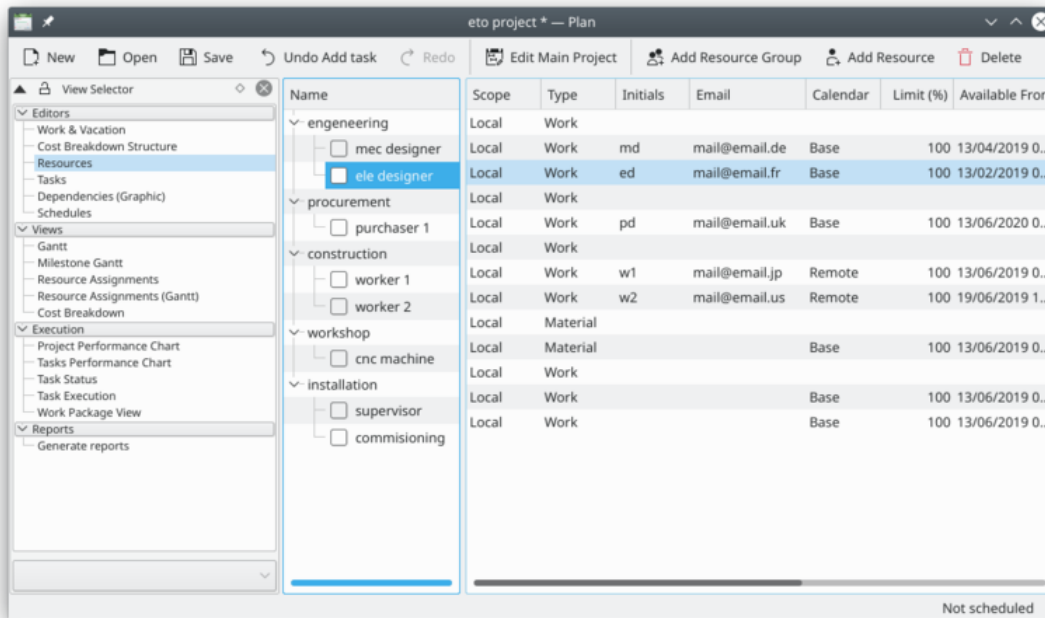 eto project * — Plan
New Open Save Undo Add task Redo Edit Main Project Add Resource Group Add Resource Delete
View Selector
Editors
Work & Vacation
Cost Breakdown Structure
Resources
Tasks
Dependencies (Graphic)
Schedules
Views
Gantt
Milestone Gantt
Resource Assignments
Resource Assignments (Gantt)
Cost Breakdown
Execution
Project Performance Chart
Tasks Performance Chart
Task Status
Task Execution
Work Package View
Reports
Generate reports
Name Scope Type Initials Email Calendar Limit (%) Available Fror
engeneering Local Work
mec designer Local Work md mail@email.de Base 100 13/04/2019 0..
ele designer Local Work ed mail@email.fr Base 100 13/02/2019 0..
procurement Local Work
purchaser 1 Local Work pd mail@email.uk Base 100 13/06/2020 0..
construction Local Work
worker 1 Local Work w1 mail@email.jp Remote 100 13/06/2019 0..
worker 2 Local Work w2 mail@email.us Remote 100 19/06/2019 1..
workshop Local Material
cnc machine Local Material Base 100 13/06/2019 0..
installation Local Work
supervisor Local Work Base 100 13/06/2019 0..
commisioning Local Work Base 100 13/06/2019 0..
Not scheduled